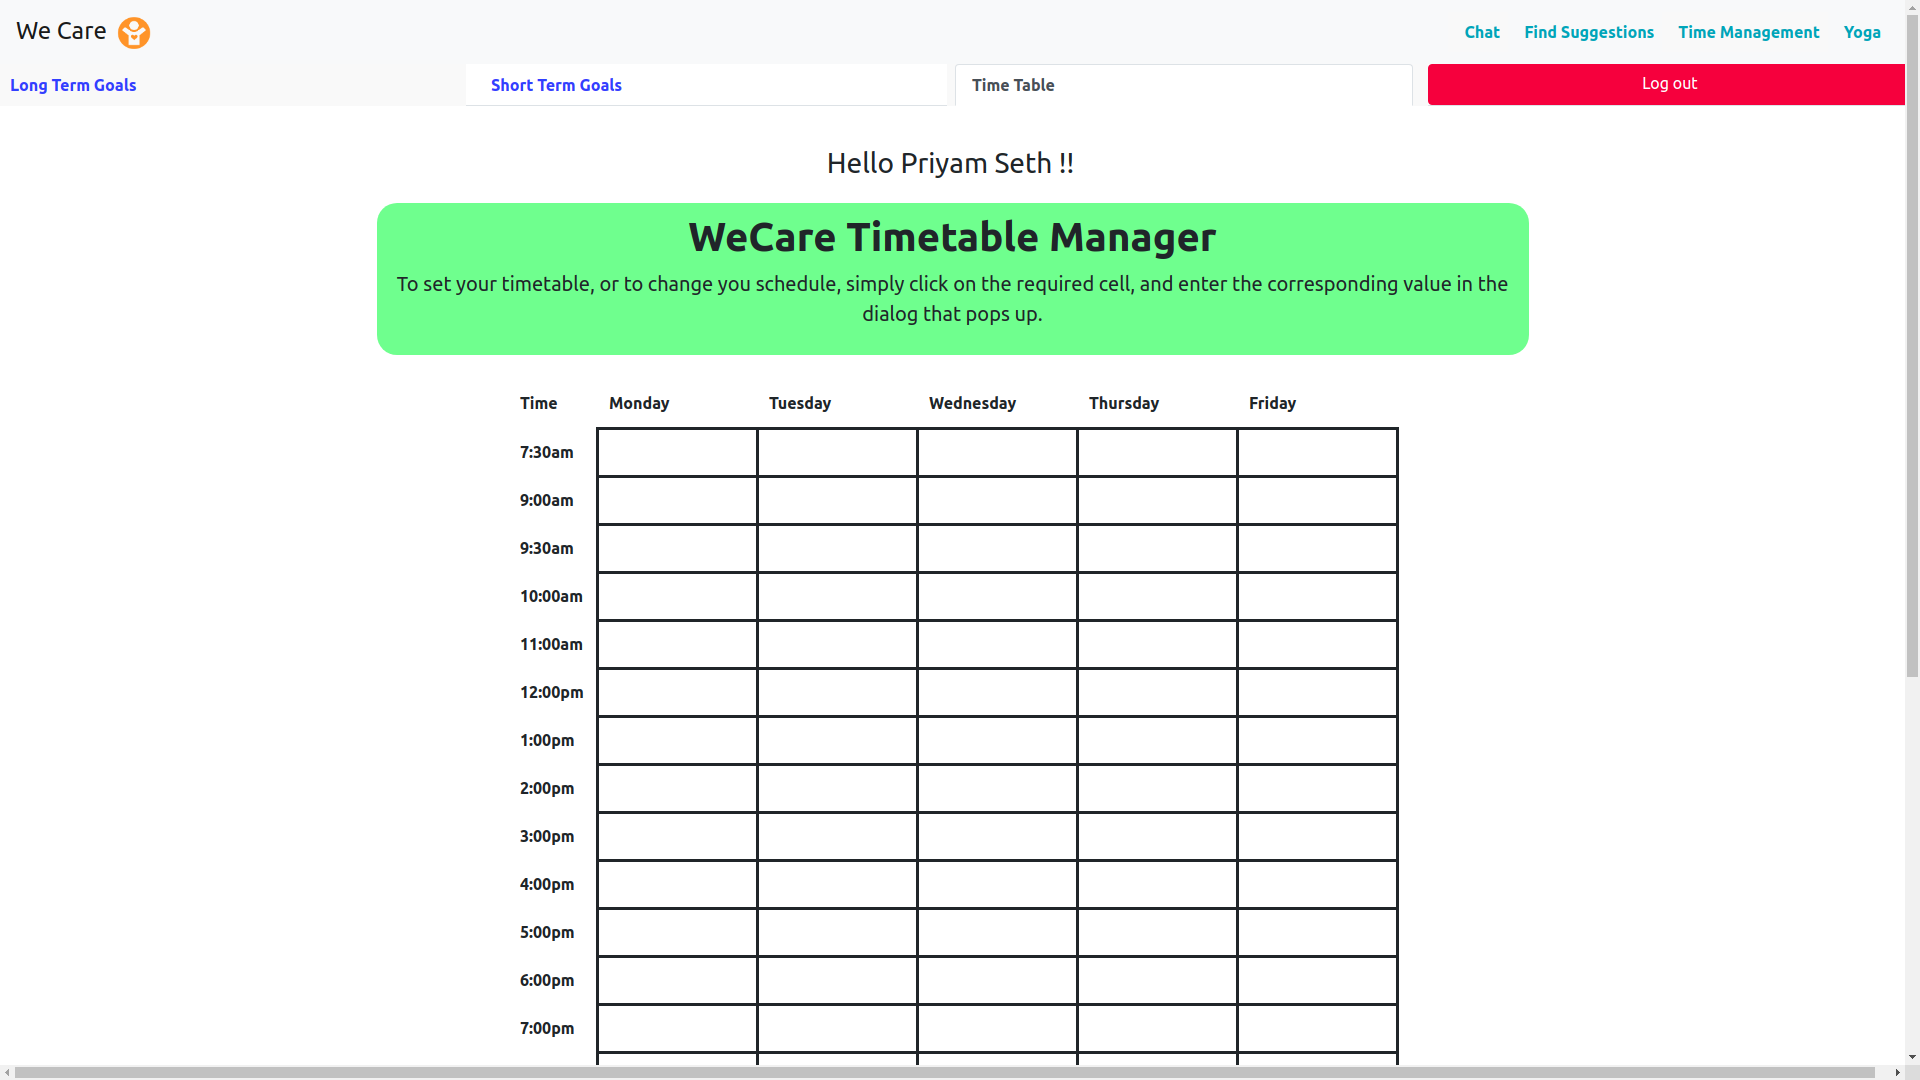 We Care
Chat Find Suggestions Time Management Yoga
Long Term Goals Short Term Goals Time Table Log out
Hello Priyam Seth !!
WeCare Timetable Manager
To set your timetable, or to change you schedule, simply click on the required cell, and enter the corresponding value in the
dialog that pops up.
Time Monday Tuesday Wednesday Thursday Friday
7:30am
9:00am
9:30am
10:00am
11:00am
12:00pm
1:00pm
2:00pm
3:00pm
4:00pm
5:00pm
6:00pm
7:00pm